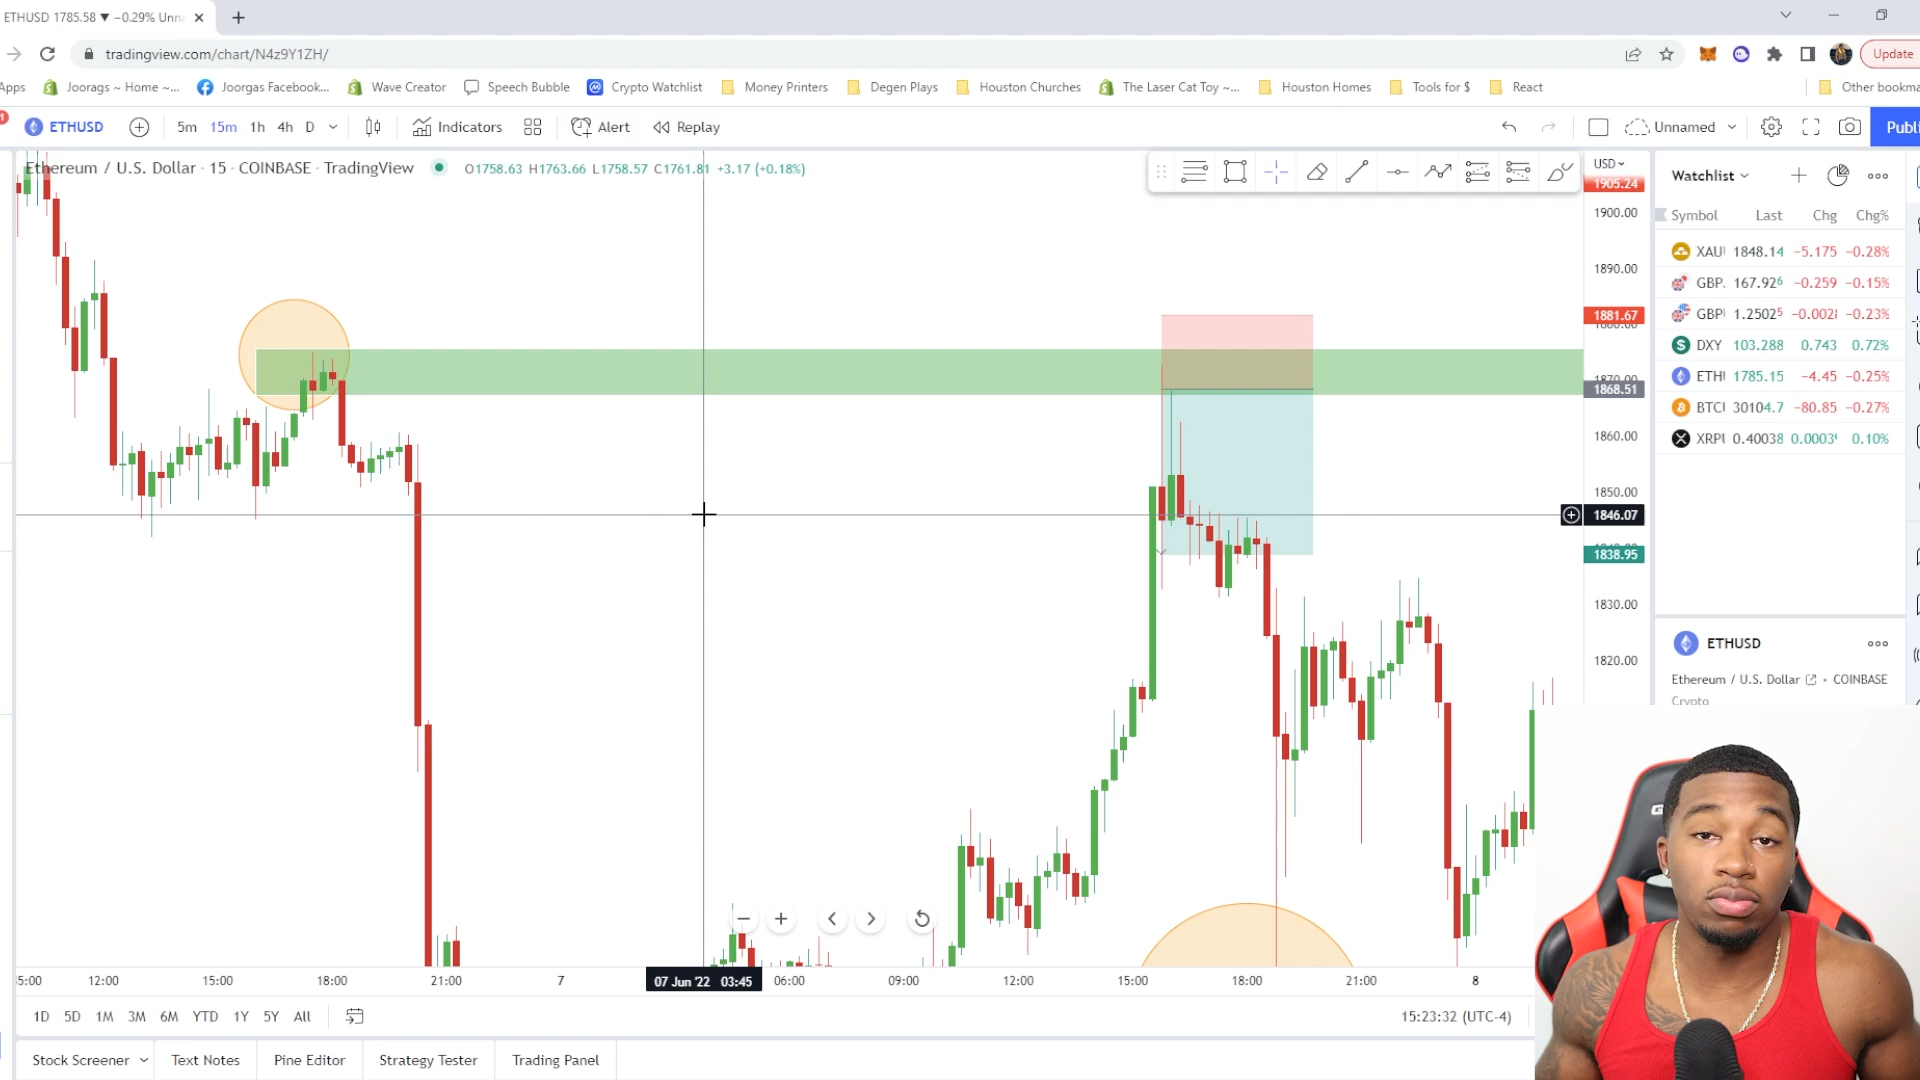 ETHUSD 1785.58 ▼ −0.29% Unna
tradingview.com/chart/N4z9Y1ZH/
Update
Apps
Joorags ~ Home ~...
Joorgas Facebook...
Wave Creator
Speech Bubble
Crypto Watchlist
Money Printers
Degen Plays
Houston Churches
The Laser Cat Toy ~...
Houston Homes
Tools for $
React
Other bookma
ETHUSD
5m 15m 1h 4h D
Indicators
Alert
Replay
Unnamed
Publi
Ethereum / U.S. Dollar · 15 · COINBASE · TradingView
O1758.63 H1763.66 L1758.57 C1761.81 +3.17 (+0.18%)
USD
1905.24
1900.00
1890.00
1881.67
1868.51
1860.00
1850.00
1846.07
1838.95
1830.00
1820.00
Watchlist
Symbol Last Chg Chg%
XAU 1848.14 −5.175 −0.28%
GBP. 167.926 −0.259 −0.15%
GBP 1.25025 −0.0028 −0.23%
DXY 103.288 0.743 0.72%
ETH 1785.15 −4.45 −0.25%
BTC 30104.7 −80.85 −0.27%
XRP 0.40038 0.0003 0.10%
ETHUSD
Ethereum / U.S. Dollar • COINBASE
Crypto
12:00 15:00 18:00 21:00 7 07 Jun '22 03:45 06:00 09:00 12:00 15:00 18:00 21:00 8
1D 5D 1M 3M 6M YTD 1Y 5Y All
15:23:32 (UTC-4)
Stock Screener
Text Notes
Pine Editor
Strategy Tester
Trading Panel